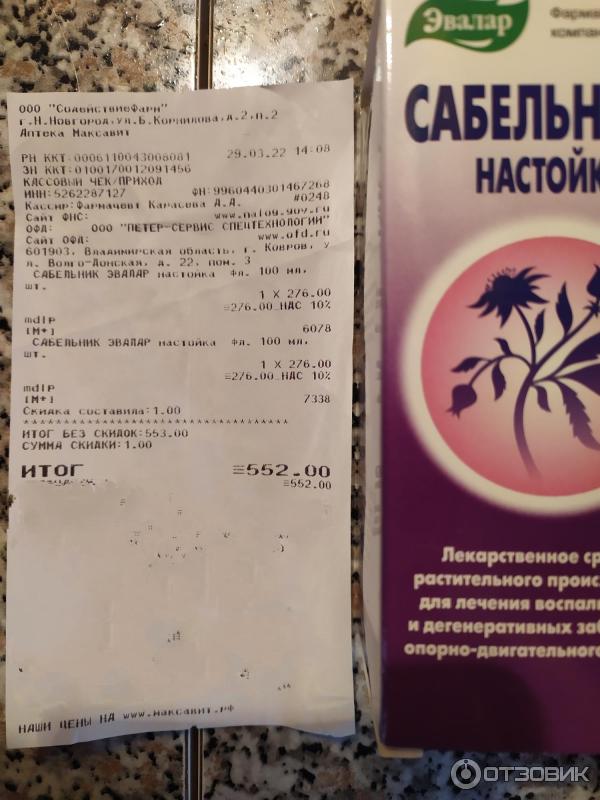 ООО "СодействиеФарм"
г.Н.Новгород,ул.Б.Корнилова,д.2,п.2
Аптека Максавит
РН ККТ:0006110043008081 29.03.22 14:08
ЗН ККТ:0100170012091456
КАССОВЫЙ ЧЕК/ПРИХОД
ИНН:5262287127 ФН:9960440301467268
Кассир:Фармацевт Карасева А.А. #0248
Сайт ФНС: www.nalog.gov.ru
ОФД: ООО "ПЕТЕР-СЕРВИС СПЕЦТЕХНОЛОГИИ"
Сайт ОФД: www.ofd.ru
601903, Владимирская область, г. Ковров, у
л. Волго-Донская, д. 22, пом. 3
САБЕЛЬНИК ЭВАЛАР настойка фл. 100 мл,
шт.
1 X 276.00
≡276.00_НДС 10%
mdlp
[M+] 6078
САБЕЛЬНИК ЭВАЛАР настойка фл. 100 мл,
шт.
1 X 276.00
≡276.00_НДС 10%
mdlp
[M+] 7338
Скидка составила:1.00
************************************
ИТОГ БЕЗ СКИДОК:553.00
СУММА СКИДКИ:1.00
ИТОГ ≡552.00
≡552.00
НАШИ ЦЕНЫ НА www.максавит.рф
Эвалар
Фарма
компан
САБЕЛЬН
НАСТОЙК
Лекарственное ср
растительного проис
для лечения воспал
и дегенеративных заб
опорно-двигательного
ОТЗОВИК